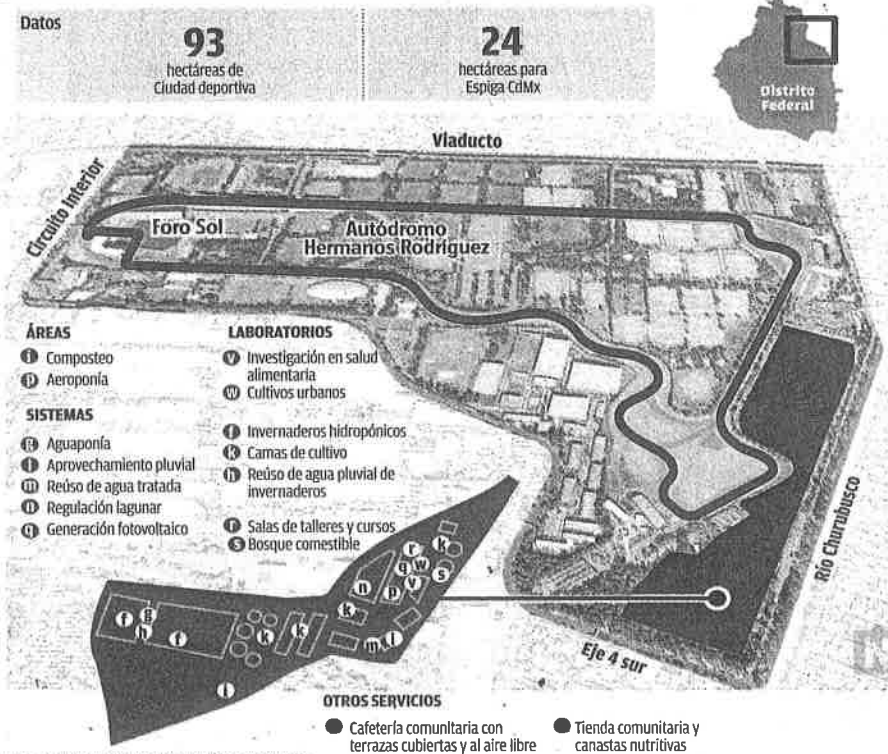 Datos
93
hectáreas de
Ciudad deportiva
24
hectáreas para
Espiga CdMx
Distrito
Federal
Viaducto
Circuito Interior
Foro Sol
Autódromo
Hermanos Rodríguez
ÁREAS
i Composteo
p Aeroponía
SISTEMAS
g Aguaponía
l Aprovechamiento pluvial
m Reúso de agua tratada
n Regulación lagunar
q Generación fotovoltaico
LABORATORIOS
v Investigación en salud
alimentaria
w Cultivos urbanos
f Invernaderos hidropónicos
k Camas de cultivo
h Reúso de agua pluvial de
invernaderos
r Salas de talleres y cursos
s Bosque comestible
Río Churubusco
Eje 4 sur
r
k
q
w
s
n
p
v
k
f
g
h
f
k
k
m
l
i
OTROS SERVICIOS
Cafetería comunitaria con
terrazas cubiertas y al aire libre
Tienda comunitaria y
canastas nutritivas